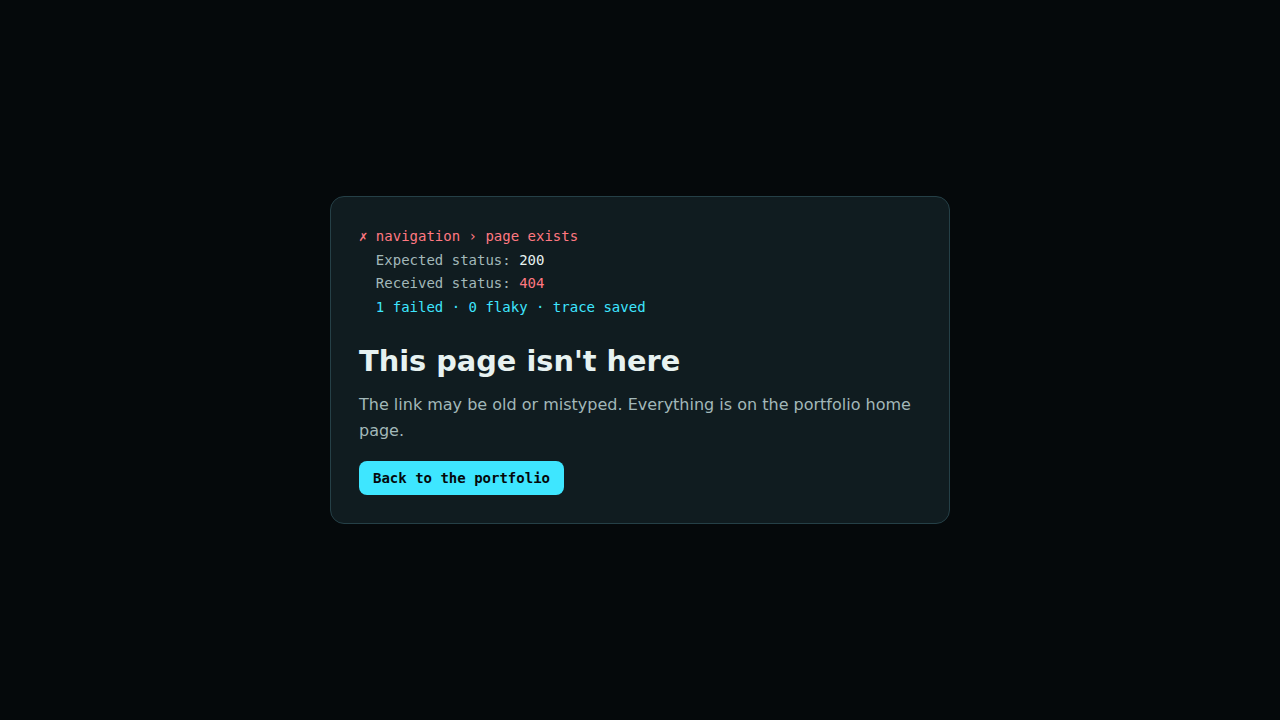 ✗ navigation › page exists
Expected status: 200
Received status: 404
1 failed · 0 flaky · trace saved
This page isn't here
The link may be old or mistyped. Everything is on the portfolio home
page.
Back to the portfolio